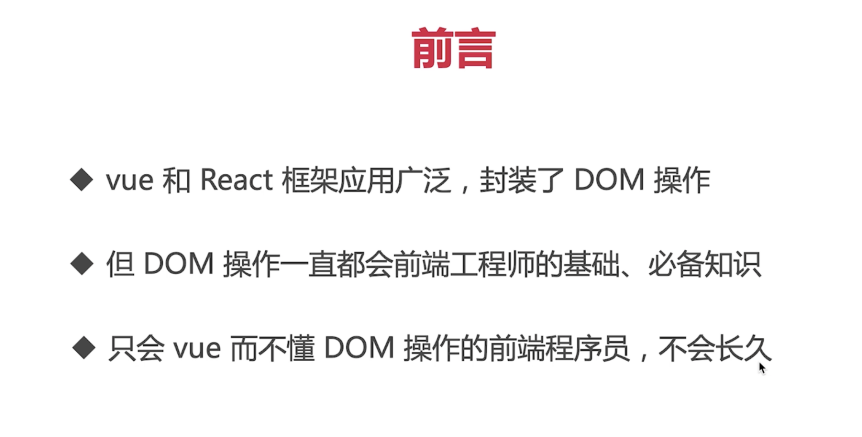 前言
◆ vue 和 React 框架应用广泛，封装了 DOM 操作
◆ 但 DOM 操作一直都会前端工程师的基础、必备知识
◆ 只会 vue 而不懂 DOM 操作的前端程序员，不会长久